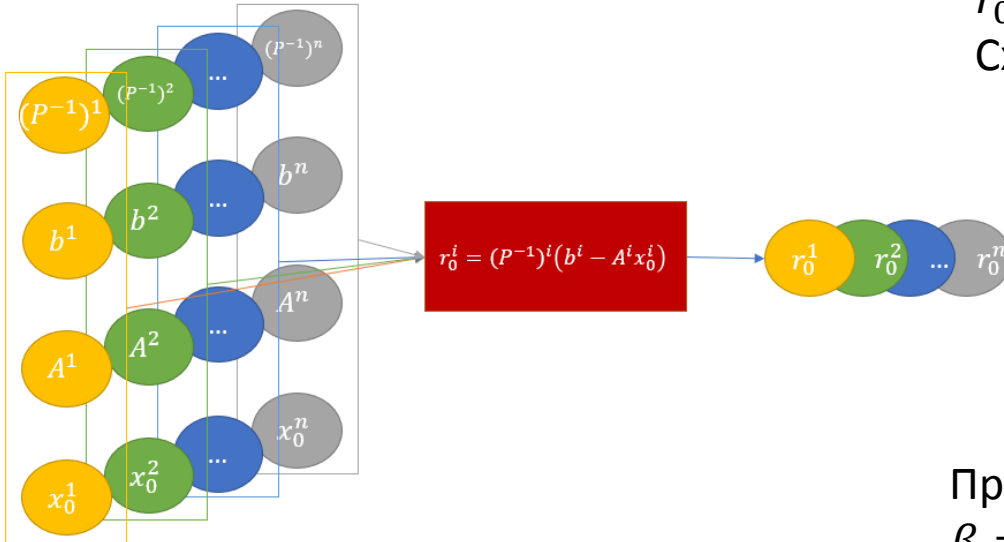 (P⁻¹)¹ (P⁻¹)² ... (P⁻¹)ⁿ
b¹ b² ... bⁿ
A¹ A² ... Aⁿ
x₀¹ x₀² ... x₀ⁿ
r₀ⁱ = (P⁻¹)ⁱ(bⁱ − Aⁱx₀ⁱ)
r₀¹ r₀² ... r₀ⁿ